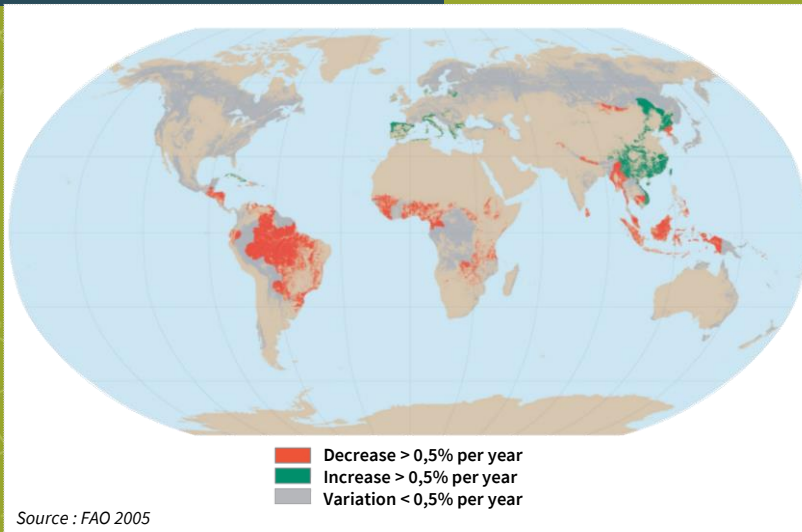 Decrease > 0,5% per year
Increase > 0,5% per year
Variation < 0,5% per year
Source : FAO 2005